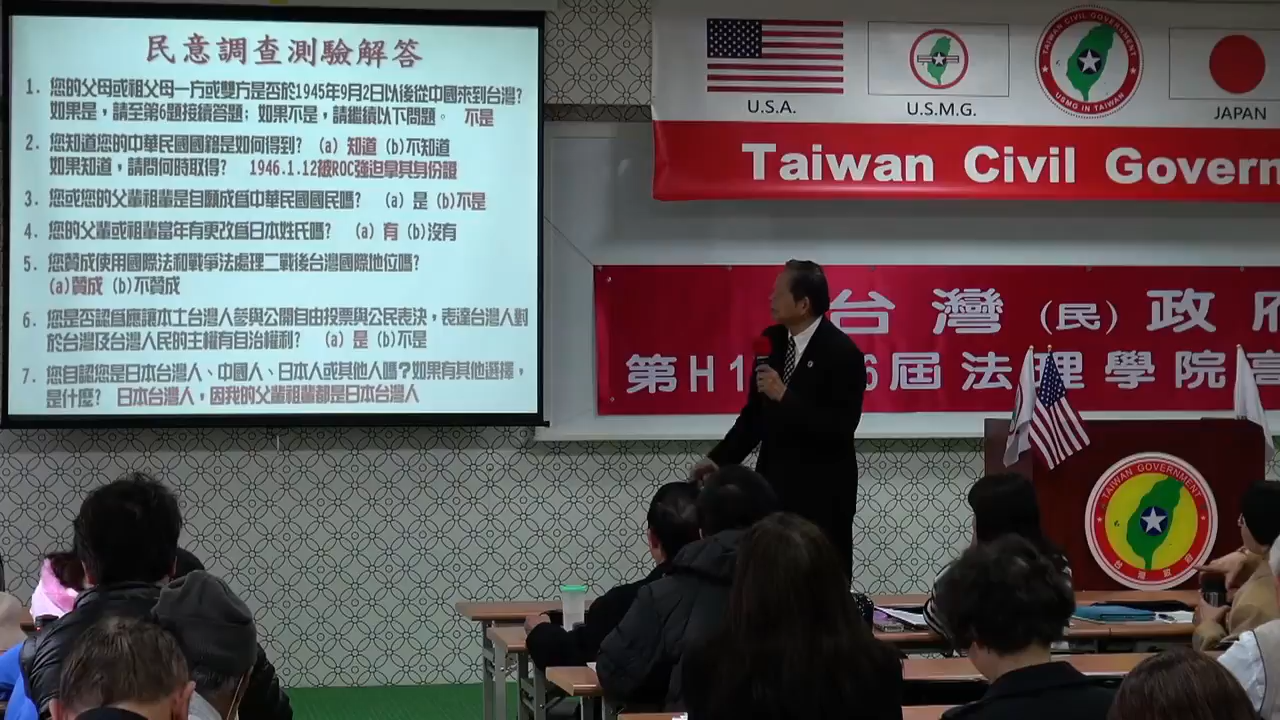 民意調查測驗解答
1. 您的父母或祖父母一方或雙方是否於1945年9月2日以後從中國來到台灣?
如果是，請至第6題接續答題; 如果不是，請繼續以下問題。 不是
2. 您知道您的中華民國國籍是如何得到? (a) 知道 (b)不知道
如果知道，請問何時取得? 1946.1.12被ROC強迫拿其身份證
3. 您或您的父輩祖輩是自願成為中華民國國民嗎? (a) 是 (b)不是
4. 您的父輩或祖輩當年有更改為日本姓氏嗎? (a) 有 (b)沒有
5. 您贊成使用國際法和戰爭法處理二戰後台灣國際地位嗎?
(a)贊成 (b)不贊成
6. 您是否認為應讓本土台灣人參與公開自由投票與公民表決，表達台灣人對
於台灣及台灣人民的主權有自治權利? (a) 是 (b)不是
7. 您自認您是日本台灣人、中國人、日本人或其他人嗎?如果有其他選擇，
是什麼? 日本台灣人，因我的父輩祖輩都是日本台灣人
U.S.A.
U.S.M.G.
TAIWAN CIVIL GOVERNMENT
USMG IN TAIWAN
JAPAN
Taiwan Civil Govern
台灣(民)政府
第H1 6屆法理學院高
TAIWAN GOVERNMENT
台灣政府